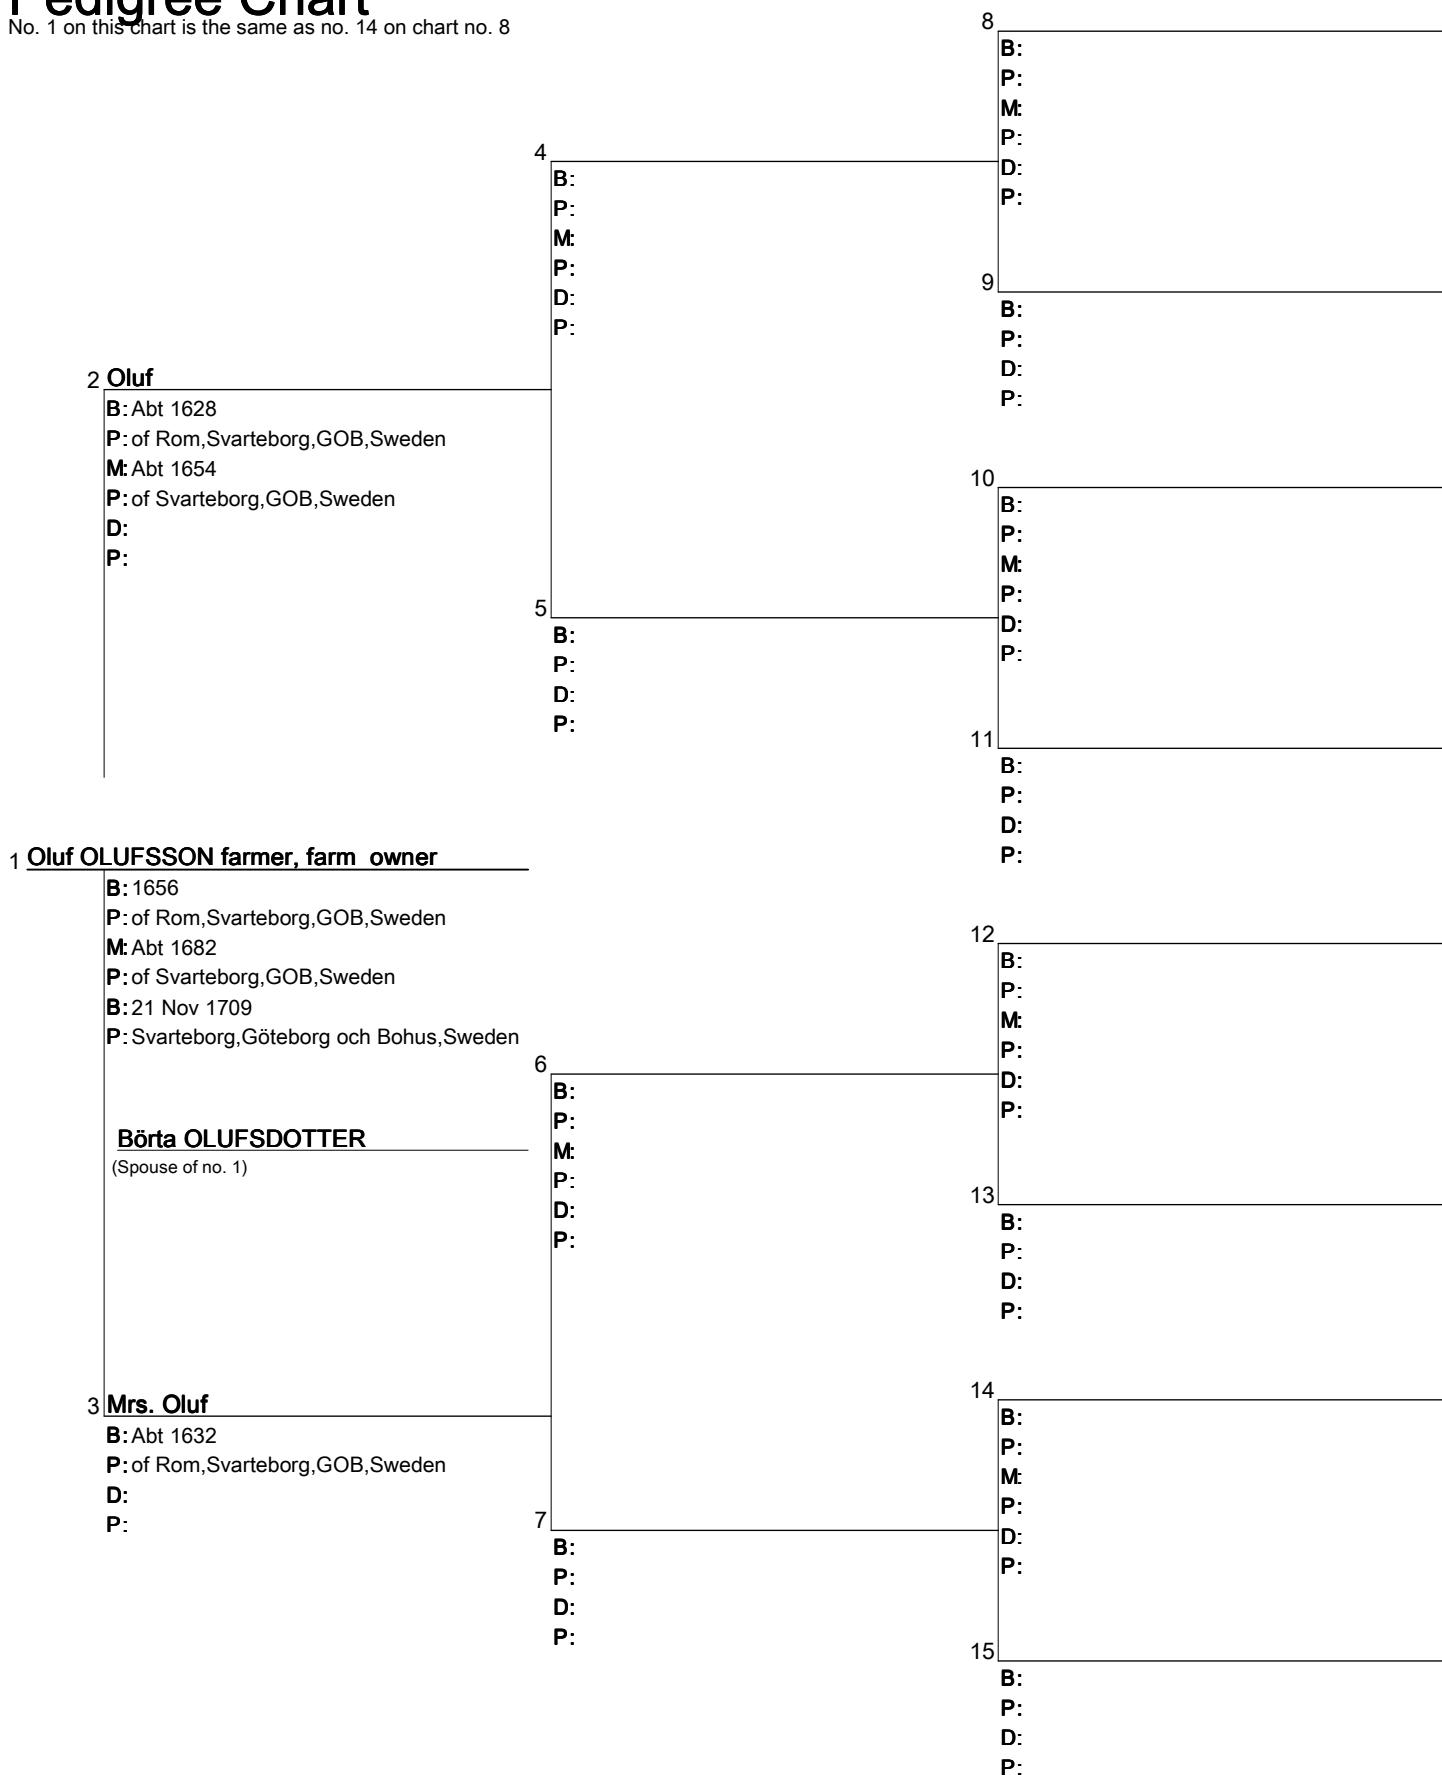 Pedigree Chart
No. 1 on this chart is the same as no. 14 on chart no. 8
8
B:
P:
M:
P:
D:
P:
4
B:
P:
M:
P:
D:
P:
9
B:
P:
D:
P:
2 Oluf
B: Abt 1628
P: of Rom,Svarteborg,GOB,Sweden
M: Abt 1654
P: of Svarteborg,GOB,Sweden
D:
P:
10
B:
P:
M:
P:
D:
P:
5
B:
P:
D:
P:
11
B:
P:
D:
P:
1 Oluf OLUFSSON farmer, farm owner
B: 1656
P: of Rom,Svarteborg,GOB,Sweden
M: Abt 1682
P: of Svarteborg,GOB,Sweden
B: 21 Nov 1709
P: Svarteborg,Göteborg och Bohus,Sweden
Börta OLUFSDOTTER
(Spouse of no. 1)
12
B:
P:
M:
P:
D:
P:
6
B:
P:
M:
P:
D:
P:
13
B:
P:
D:
P:
3 Mrs. Oluf
B: Abt 1632
P: of Rom,Svarteborg,GOB,Sweden
D:
P:
14
B:
P:
M:
P:
D:
P:
7
B:
P:
D:
P:
15
B:
P:
D:
P: